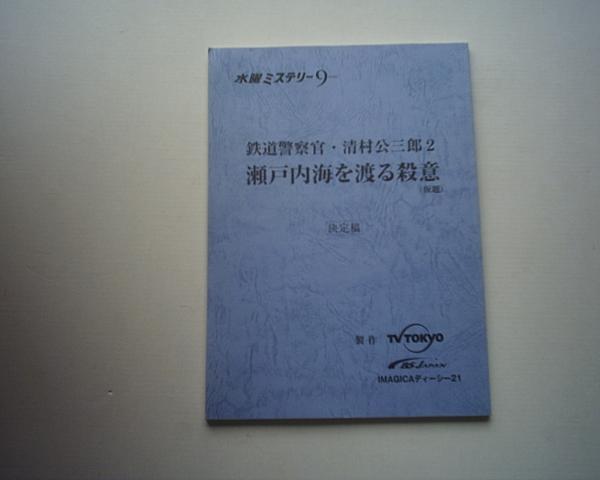 水曜ミステリー9
鉄道警察官・清村公三郎2
瀬戸内海を渡る殺意
(仮題)
決定稿
製作 TV TOKYO
BS-JAPAN
IMAGICAティーシー21